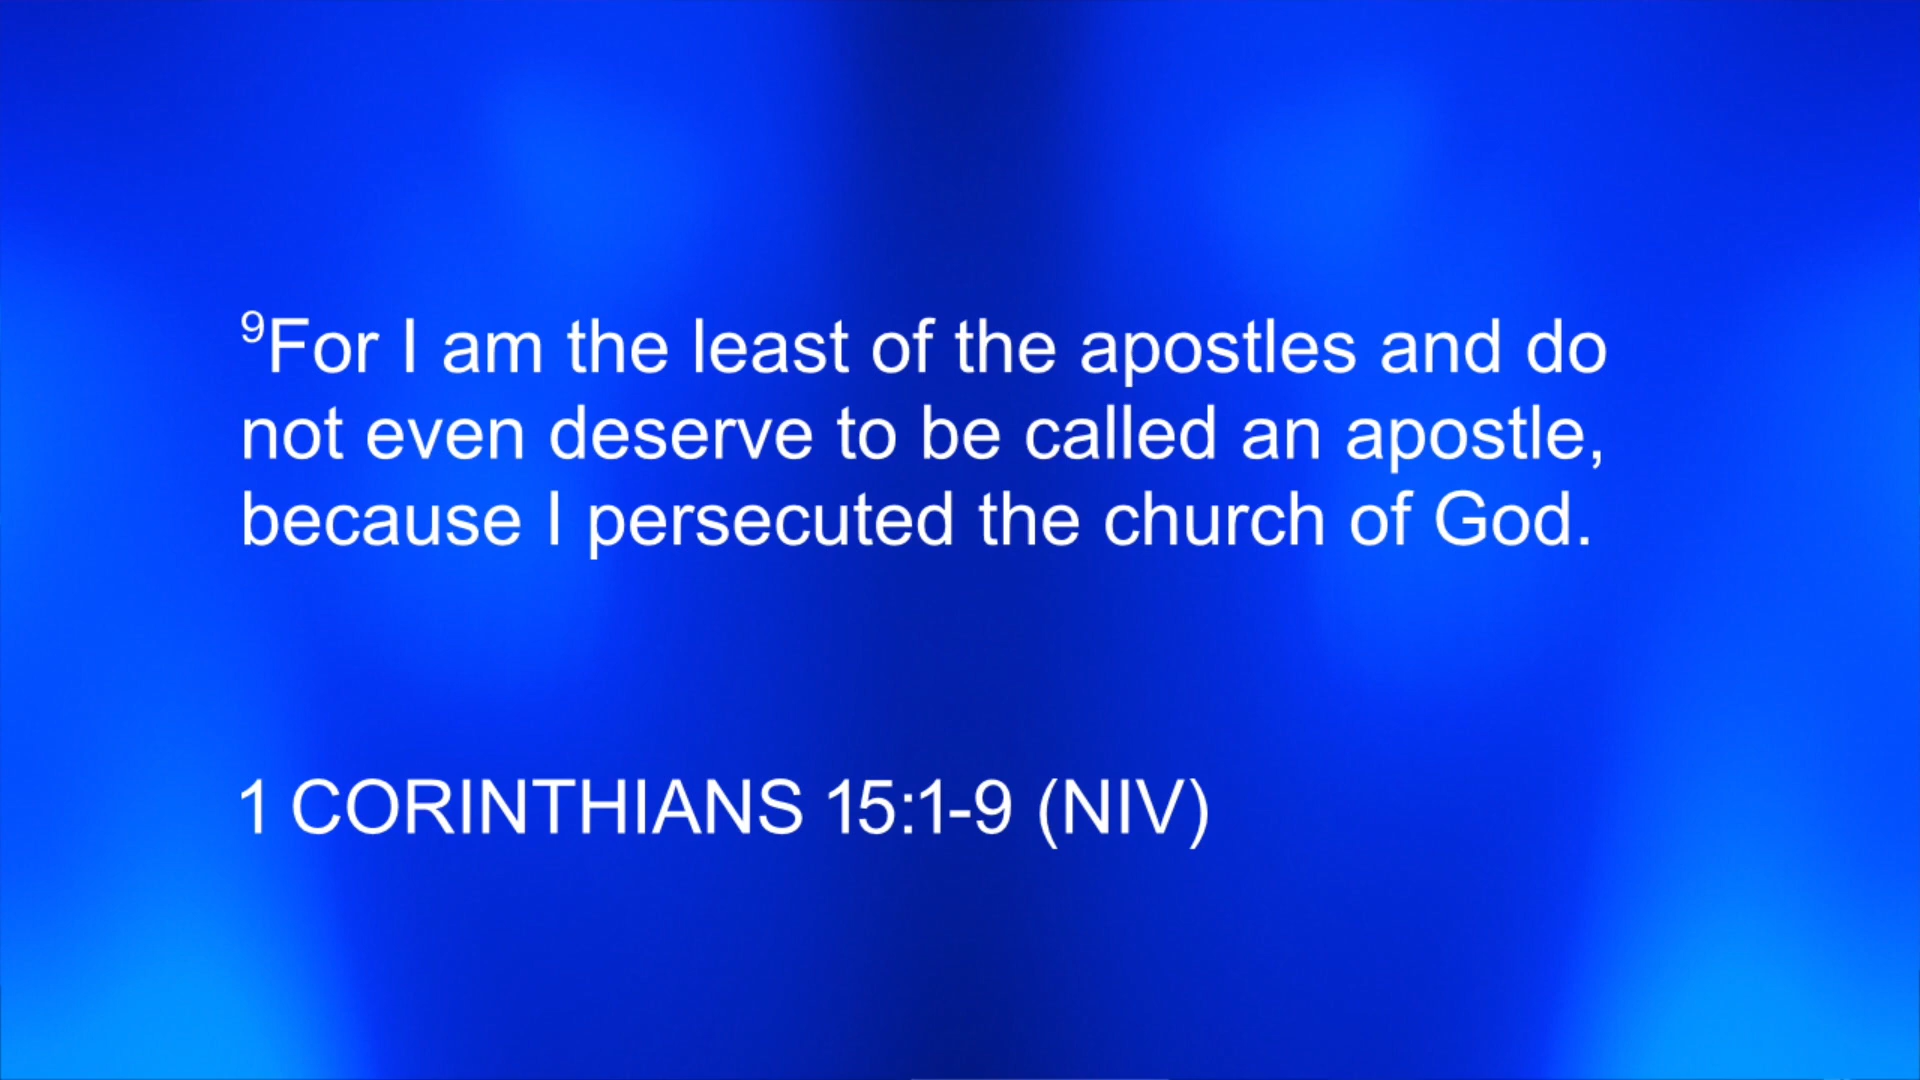 ⁹For I am the least of the apostles and do
not even deserve to be called an apostle,
because I persecuted the church of God.
1 CORINTHIANS 15:1-9 (NIV)